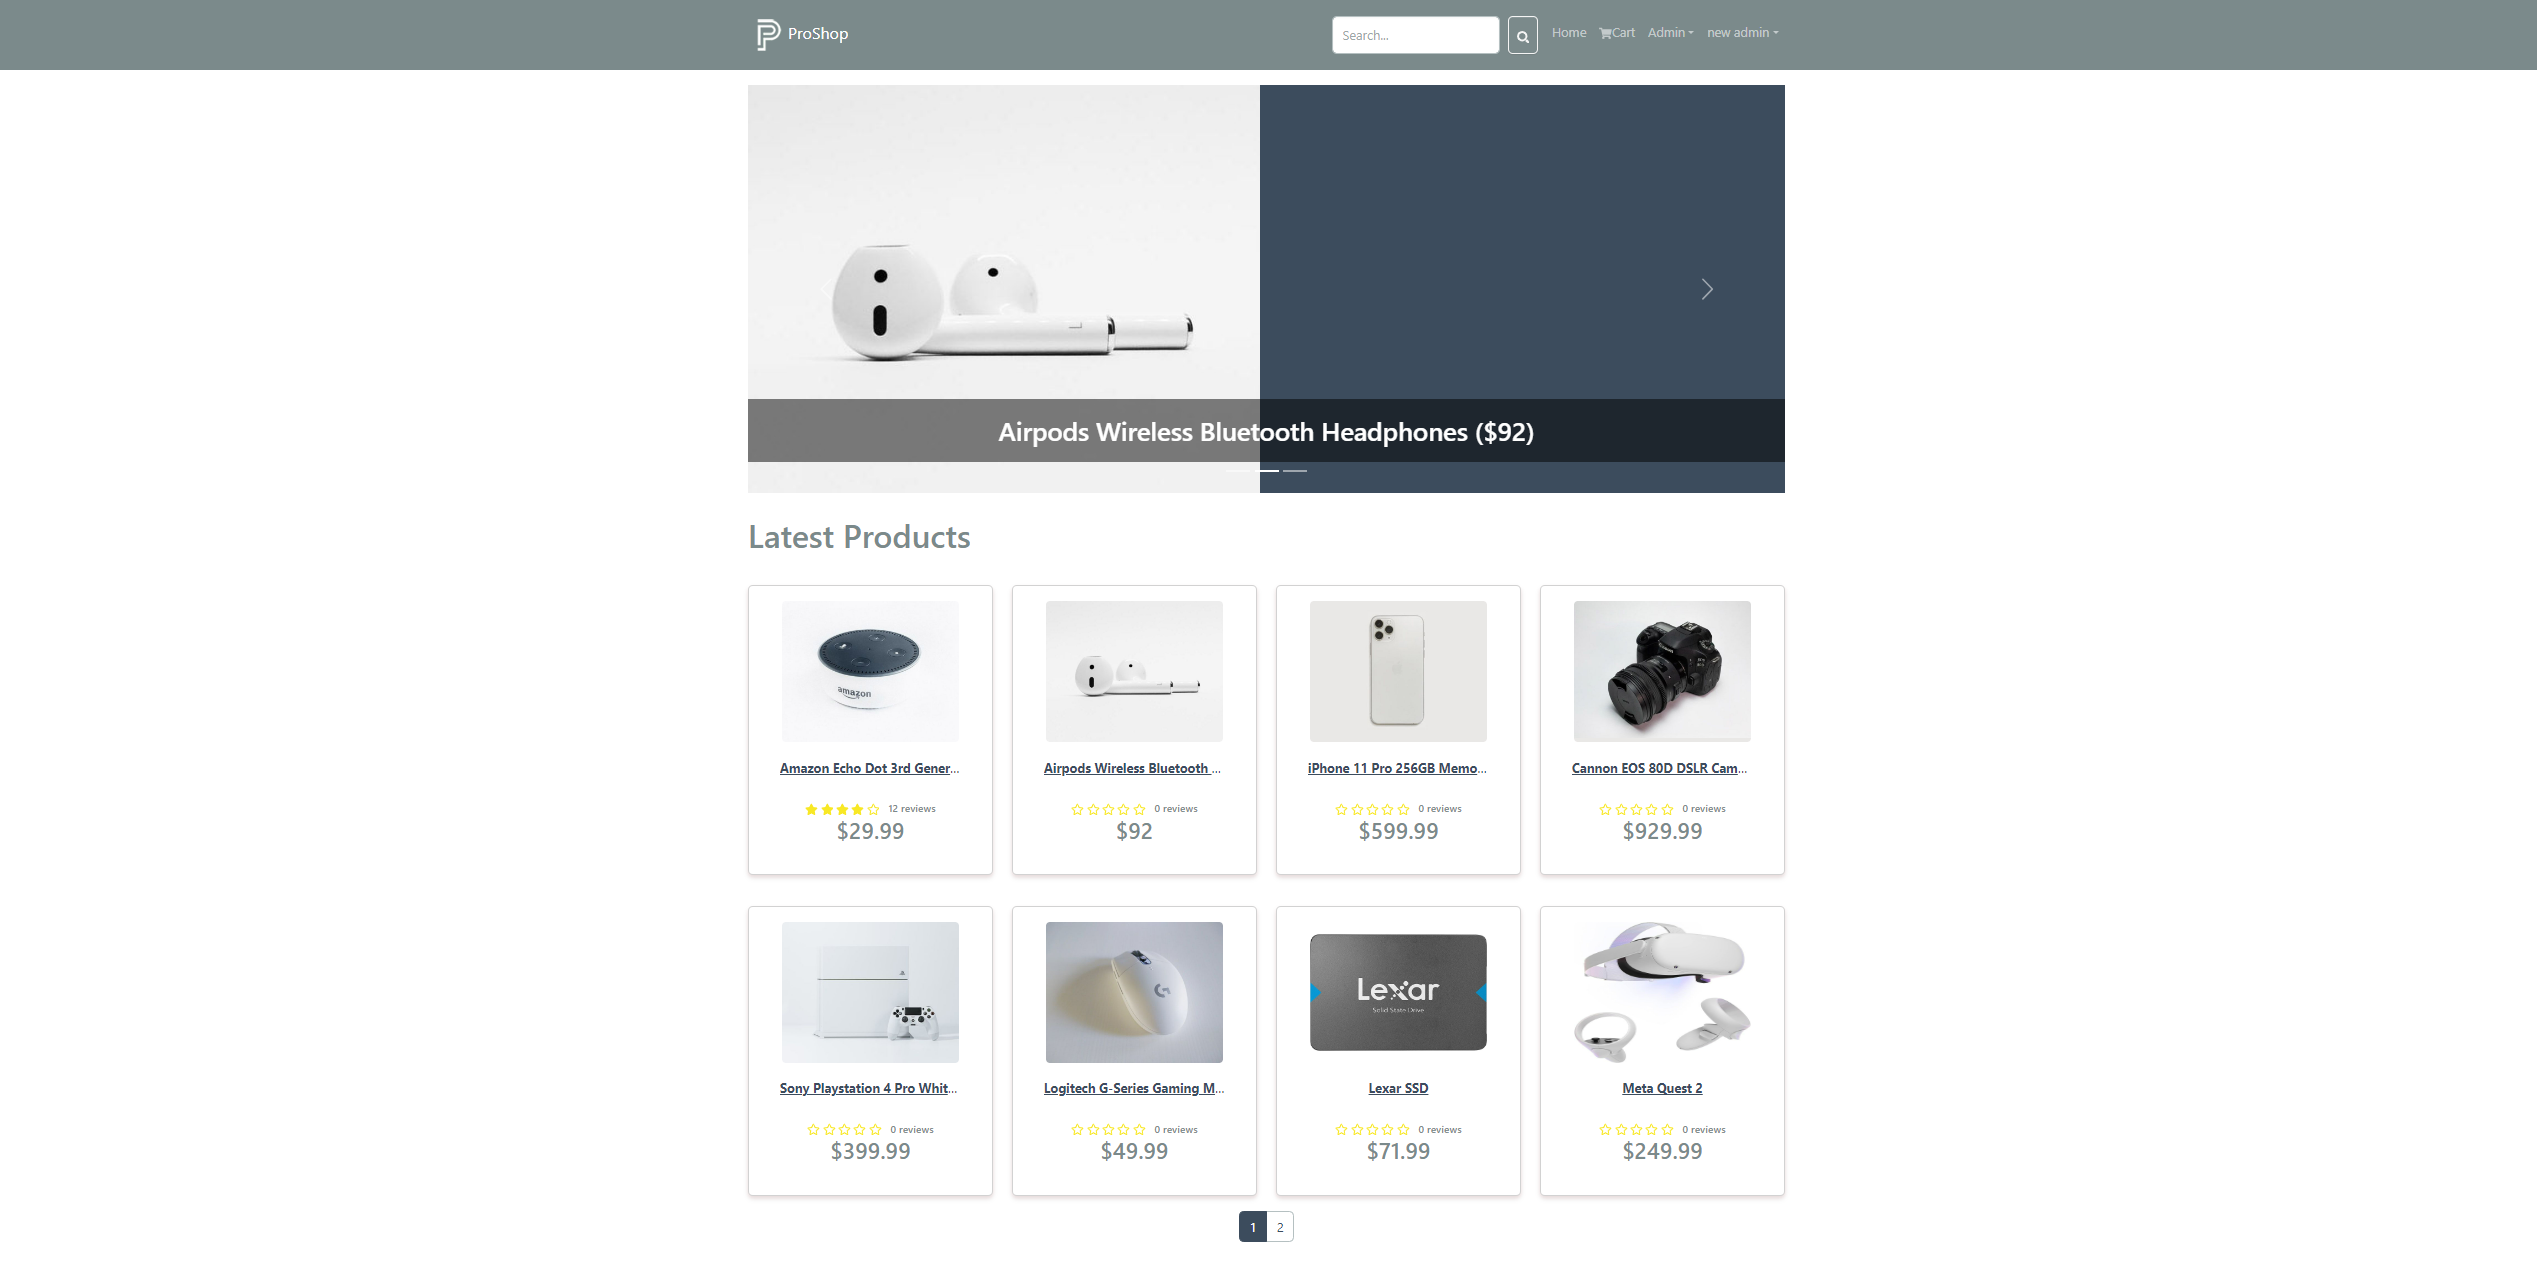 ProShop
Search...
Home
Cart
Admin
new admin
Airpods Wireless Bluetooth Headphones ($92)
Latest Products
amazon
Amazon Echo Dot 3rd Gener...
12 reviews
$29.99
Airpods Wireless Bluetooth ...
0 reviews
$92
iPhone 11 Pro 256GB Memo...
0 reviews
$599.99
Cannon EOS 80D DSLR Cam...
0 reviews
$929.99
Sony Playstation 4 Pro Whit...
0 reviews
$399.99
Logitech G-Series Gaming M...
0 reviews
$49.99
Lexar
Solid State Drive
Lexar SSD
0 reviews
$71.99
Meta Quest 2
0 reviews
$249.99
1
2